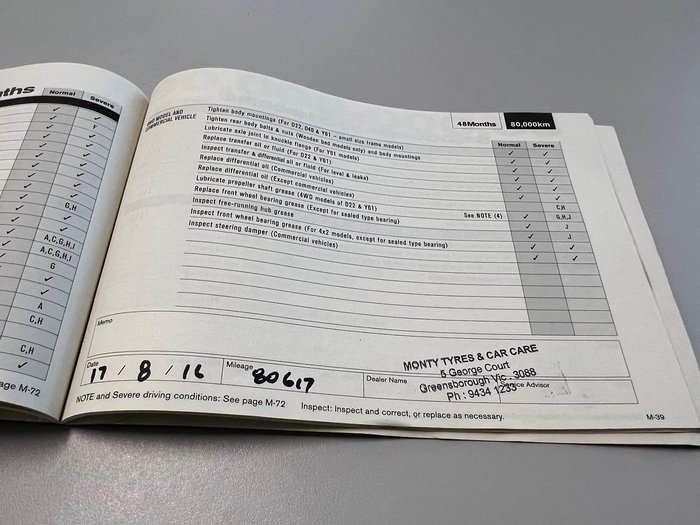 nths
Normal
Severe
✓ ✓
✓ F
✓ ✓
✓ ✓
✓ ✓
✓ G,H
✓ ✓
✓ A,C,G,H,I
✓ A,C,G,H,I
✓ G
✓ ✓
✓ A
C,H
C,H
✓
age M-72
4WD MODEL AND
COMMERCIAL VEHICLE
48Months 80,000km
Normal Severe
Tighten body mountings (For D22, D40 & Y61 – small size frame models)
Tighten rear body bolts & nuts (Wooden bed models only) and body mountings
Lubricate axle joint in knuckle flange (For Y61 models)
Replace transfer oil or fluid (For D22 & Y61)
Inspect transfer & differential oil or fluid (For level & leaks)
Replace differential oil (Commercial vehicles)
Replace differential oil (Except commercial vehicles)
Lubricate propeller shaft grease (4WD models of D22 & Y61)
Replace front wheel bearing grease (Except for sealed type bearing)
Inspect free-running hub grease See NOTE (4)
Inspect front wheel bearing grease (For 4x2 models, except for sealed type bearing)
Inspect steering damper (Commercial vehicles)
✓ ✓
✓ ✓
✓ ✓
✓ ✓
✓ ✓
C,H
✓ G,H,J
✓ J
✓ J
✓ ✓
✓ ✓
Memo
Date 17 / 8 / 16
Mileage 80617
Dealer Name
MONTY TYRES & CAR CARE
5 George Court
Greensborough Vic. 3088
Ph : 9434 1233
Service Advisor
NOTE and Severe driving conditions: See page M-72
Inspect: Inspect and correct, or replace as necessary.
M-39